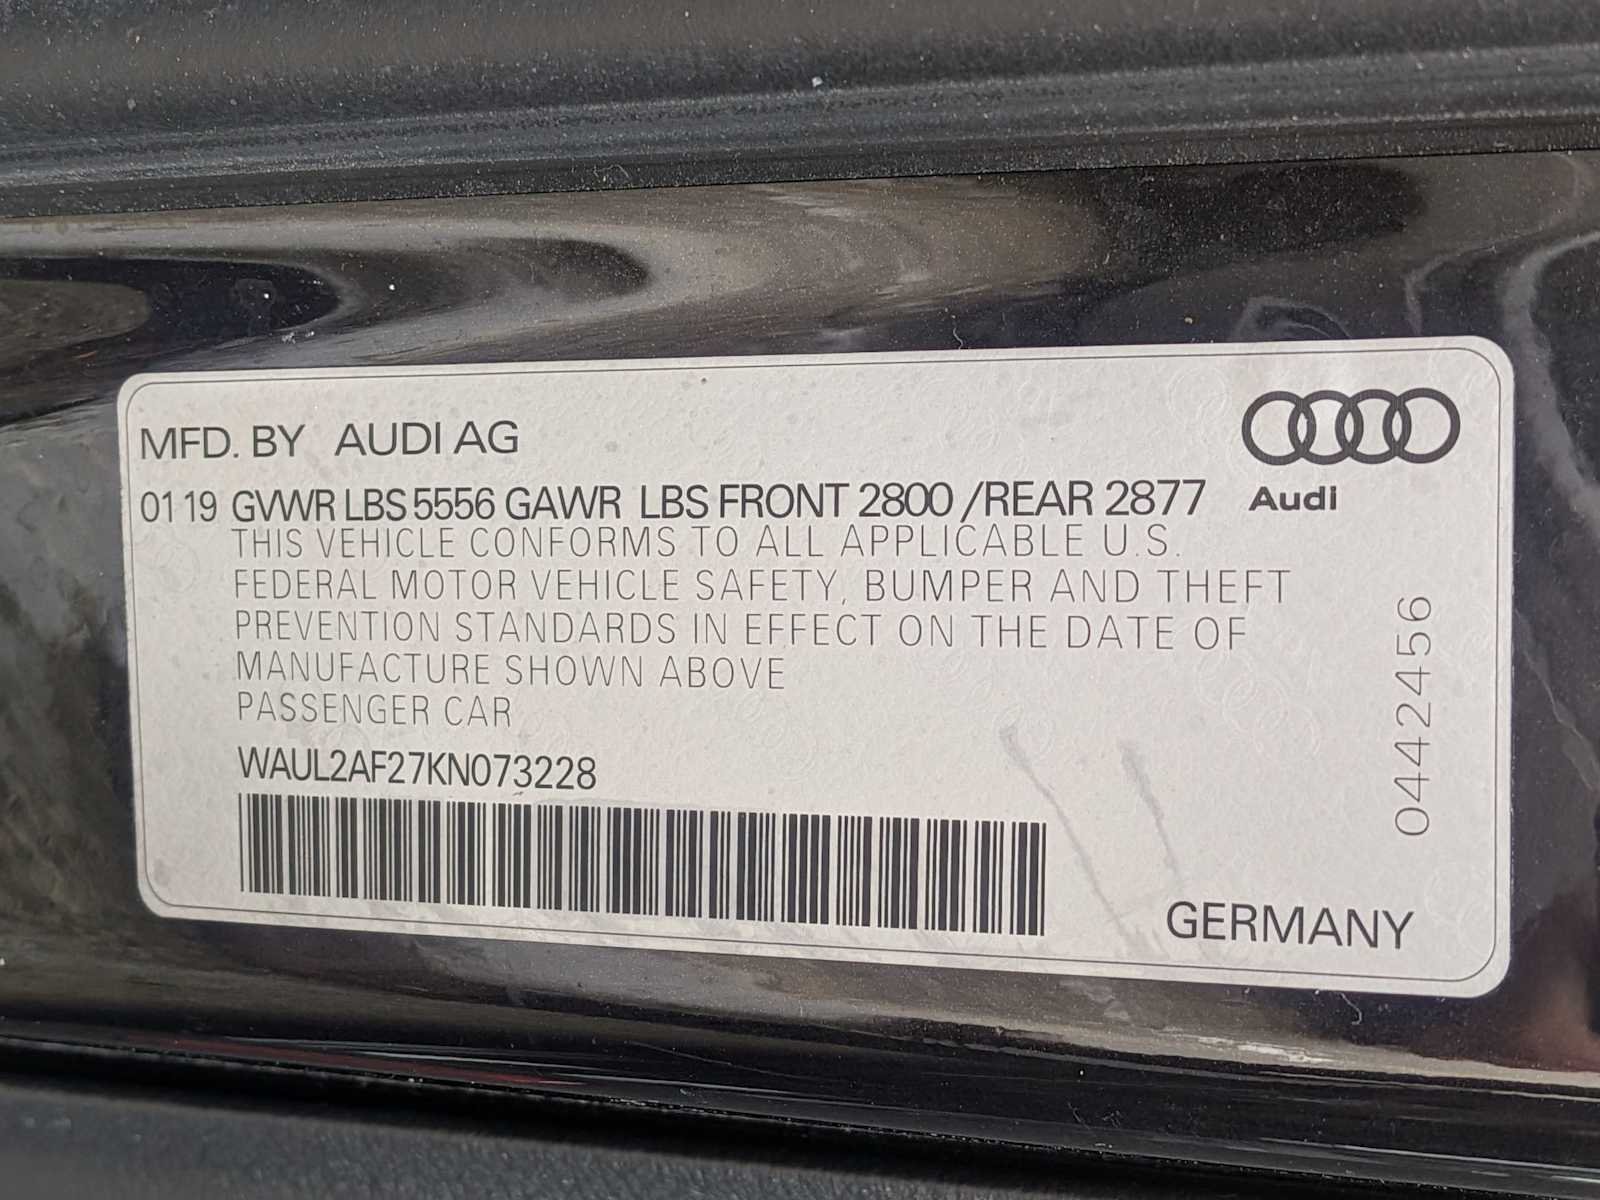 MFD. BY AUDI AG
0119 GVWR LBS 5556 GAWR LBS FRONT 2800 /REAR 2877
Audi
THIS VEHICLE CONFORMS TO ALL APPLICABLE U.S.
FEDERAL MOTOR VEHICLE SAFETY, BUMPER AND THEFT
PREVENTION STANDARDS IN EFFECT ON THE DATE OF
MANUFACTURE SHOWN ABOVE
PASSENGER CAR
WAUL2AF27KN073228
0442456
GERMANY